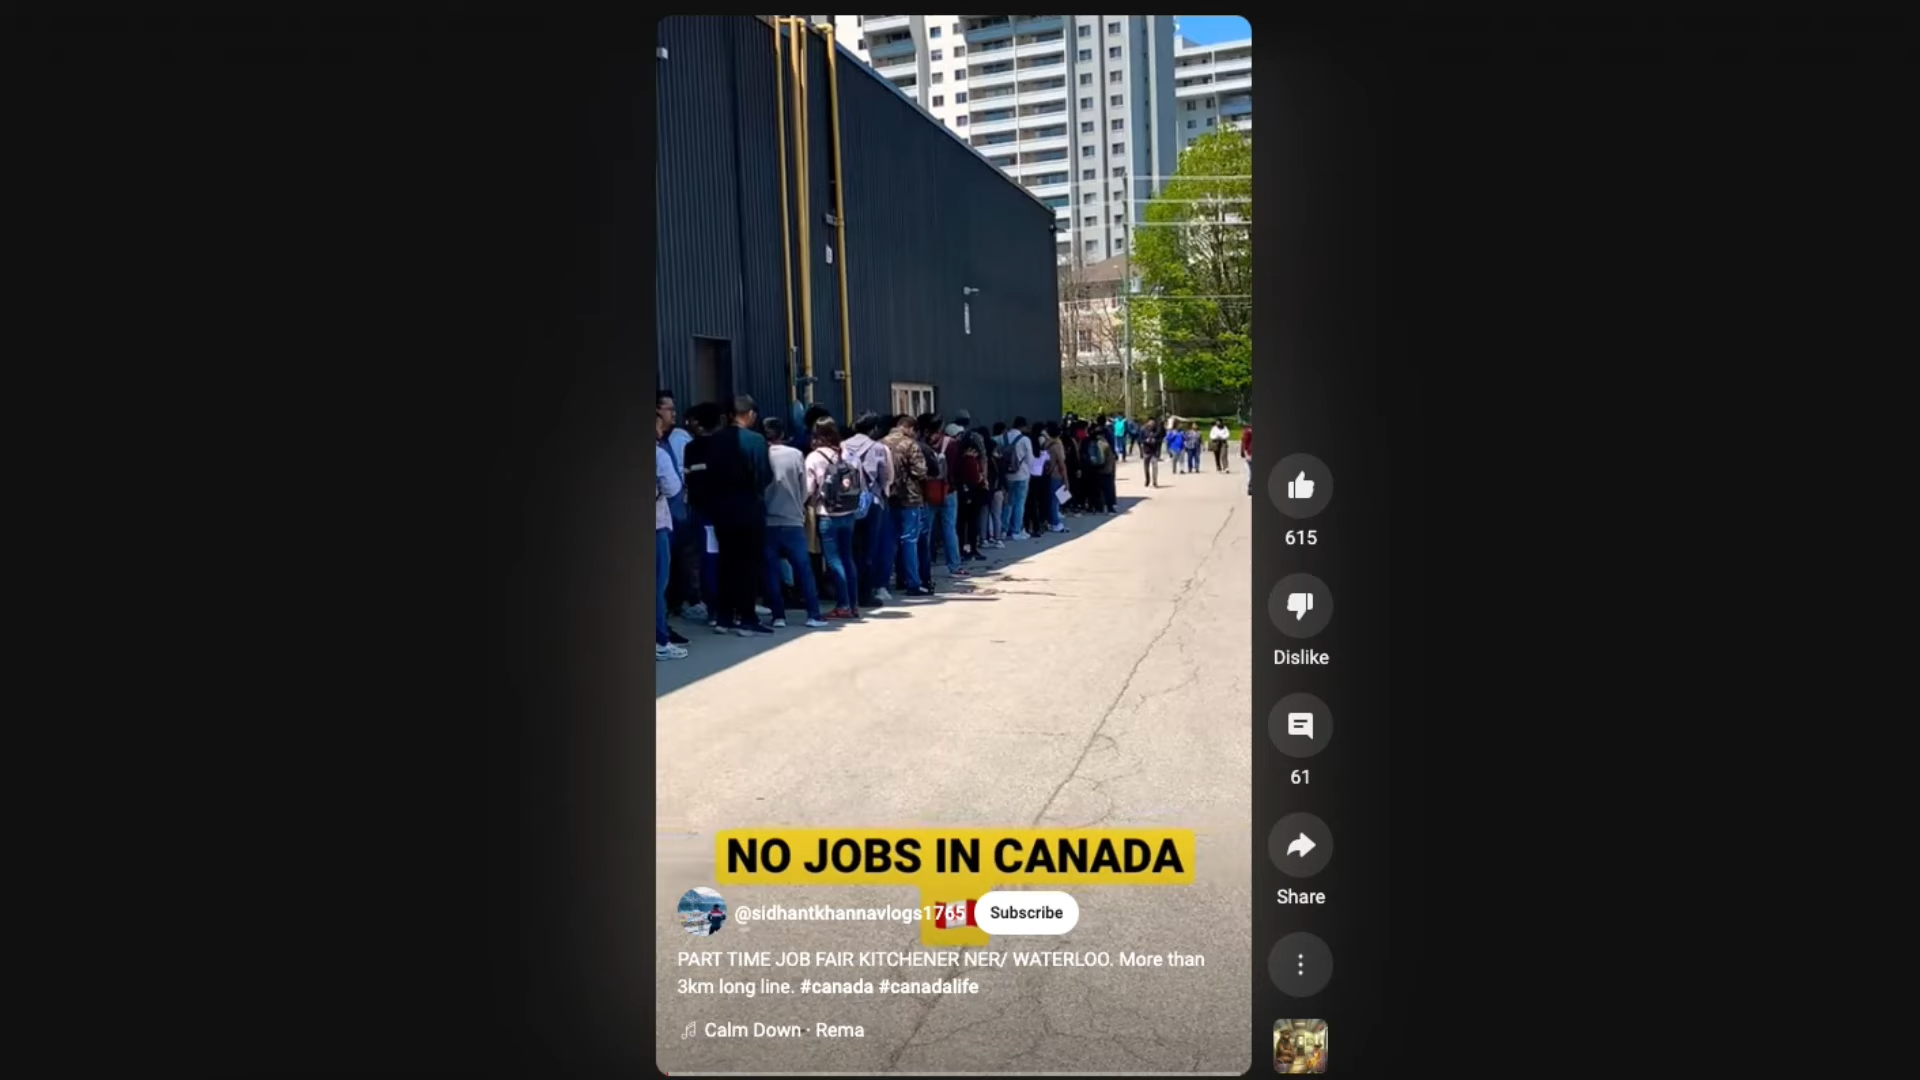 NO JOBS IN CANADA
@sidhantkhannavlogs1765 Subscribe
PART TIME JOB FAIR KITCHENER NER/ WATERLOO. More than
3km long line. #canada #canadalife
Calm Down · Rema
615
Dislike
61
Share